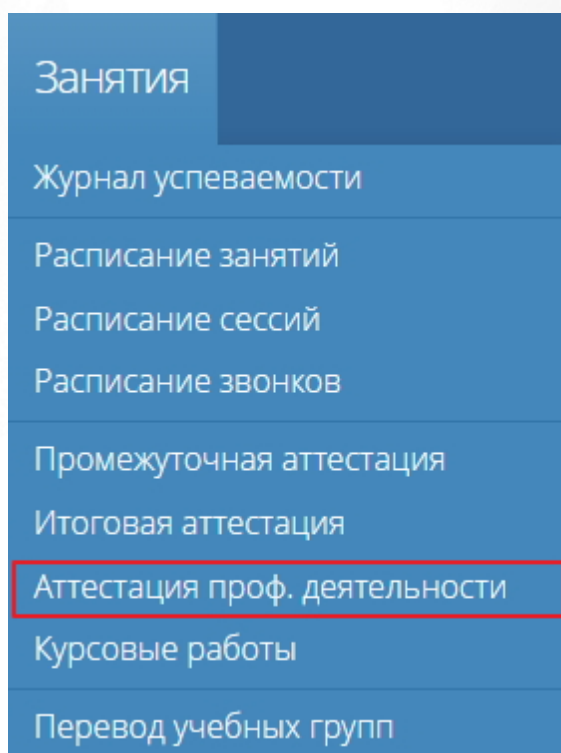 Занятия
Журнал успеваемости
Расписание занятий
Расписание сессий
Расписание звонков
Промежуточная аттестация
Итоговая аттестация
Аттестация проф. деятельности
Курсовые работы
Перевод учебных групп